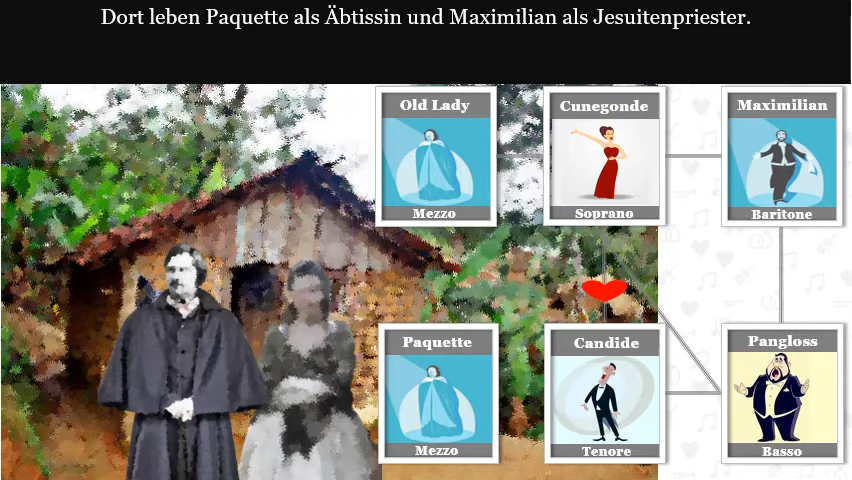 Dort leben Paquette als Äbtissin und Maximilian als Jesuitenpriester.
Old Lady
Mezzo
Cunegonde
Soprano
Maximilian
Baritone
Paquette
Mezzo
Candide
Tenore
Pangloss
Basso